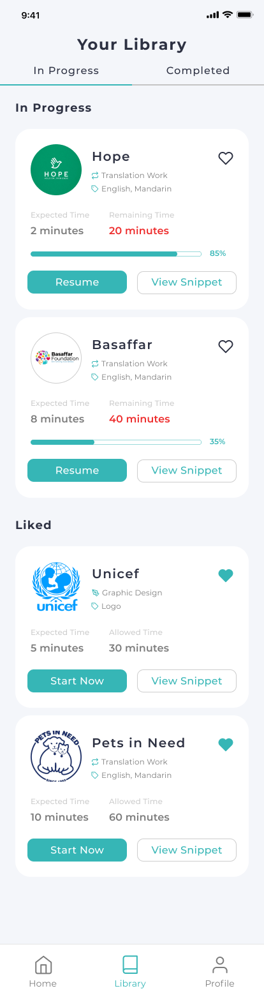 9:41
Your Library
In Progress
Completed
In Progress
HOPE
Hope
Translation Work
English, Mandarin
Expected Time
Remaining Time
2 minutes
20 minutes
85%
Resume
View Snippet
Basaffar
Foundation
Basaffar
Translation Work
English, Mandarin
Expected Time
Remaining Time
8 minutes
40 minutes
35%
Resume
View Snippet
Liked
unicef
Unicef
Graphic Design
Logo
Expected Time
Allowed Time
5 minutes
30 minutes
Start Now
View Snippet
PETS IN NEED
Pets in Need
Translation Work
English, Mandarin
Expected Time
Allowed Time
10 minutes
60 minutes
Start Now
View Snippet
Home
Library
Profile